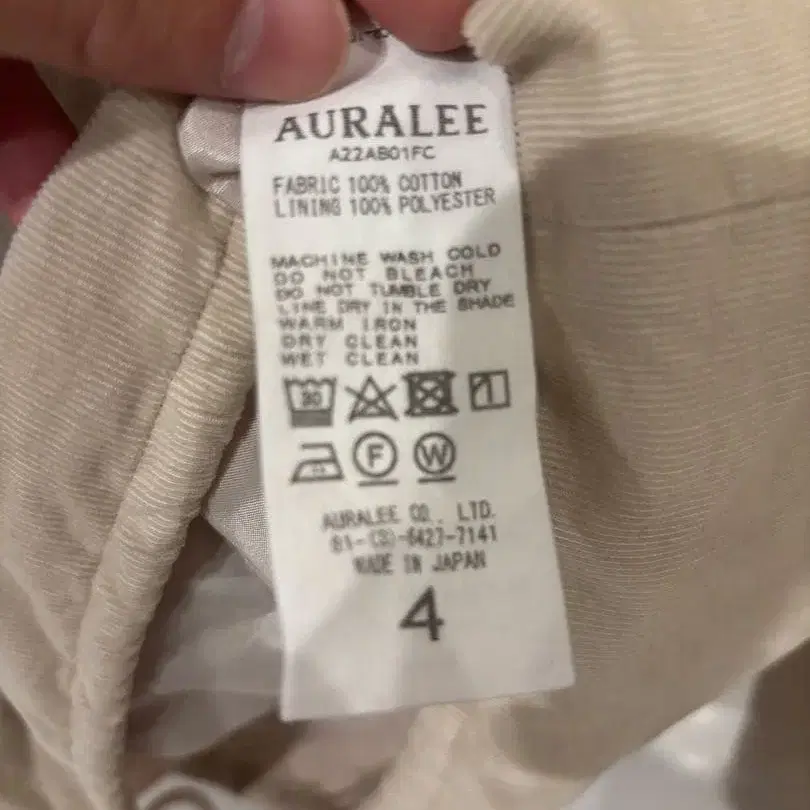 AURALEE
A22AB01FC
FABRIC 100% COTTON
LINING 100% POLYESTER
MACHINE WASH COLD
DO NOT BLEACH
DO NOT TUMBLE DRY
LINE DRY IN THE SHADE
WARM IRON
DRY CLEAN
WET CLEAN
30
F W
AURALEE CO., LTD.
81-(3)-6427-7141
MADE IN JAPAN
4